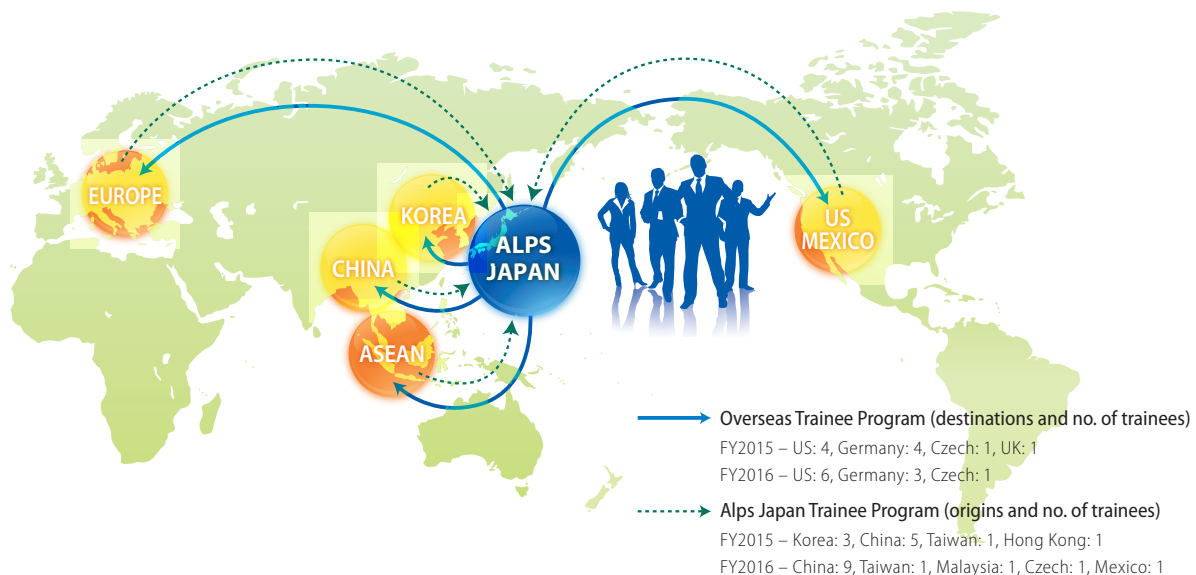 EUROPE
KOREA
CHINA
ASEAN
ALPS
JAPAN
US
MEXICO
Overseas Trainee Program (destinations and no. of trainees)
FY2015 – US: 4, Germany: 4, Czech: 1, UK: 1
FY2016 – US: 6, Germany: 3, Czech: 1
Alps Japan Trainee Program (origins and no. of trainees)
FY2015 – Korea: 3, China: 5, Taiwan: 1, Hong Kong: 1
FY2016 – China: 9, Taiwan: 1, Malaysia: 1, Czech: 1, Mexico: 1